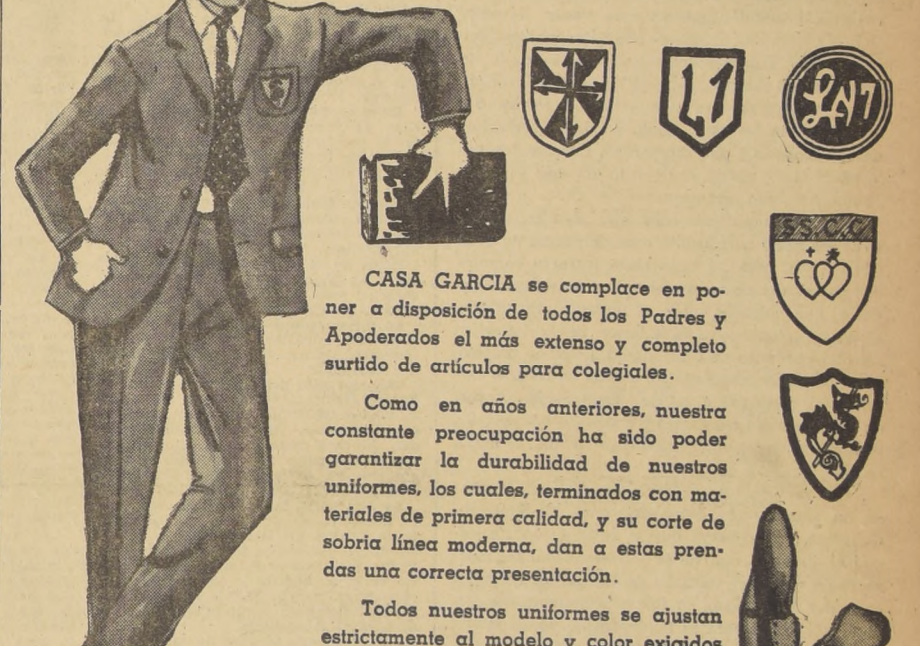 L1
LN7
SS.CC.
CASA GARCIA se complace en po-
ner a disposición de todos los Padres y
Apoderados el más extenso y completo
surtido de artículos para colegiales.
Como en años anteriores, nuestra
constante preocupación ha sido poder
garantizar la durabilidad de nuestros
uniformes, los cuales, terminados con ma-
teriales de primera calidad, y su corte de
sobria línea moderna, dan a estas pren-
das una correcta presentación.
Todos nuestros uniformes se ajustan
estrictamente al modelo y color exigidos